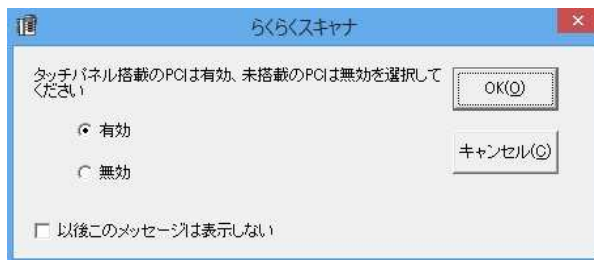 らくらくスキャナ
タッチパネル搭載のPCは有効、未搭載のPCは無効を選択して
ください
OK(O)
有効
キャンセル(C)
無効
以後このメッセージは表示しない